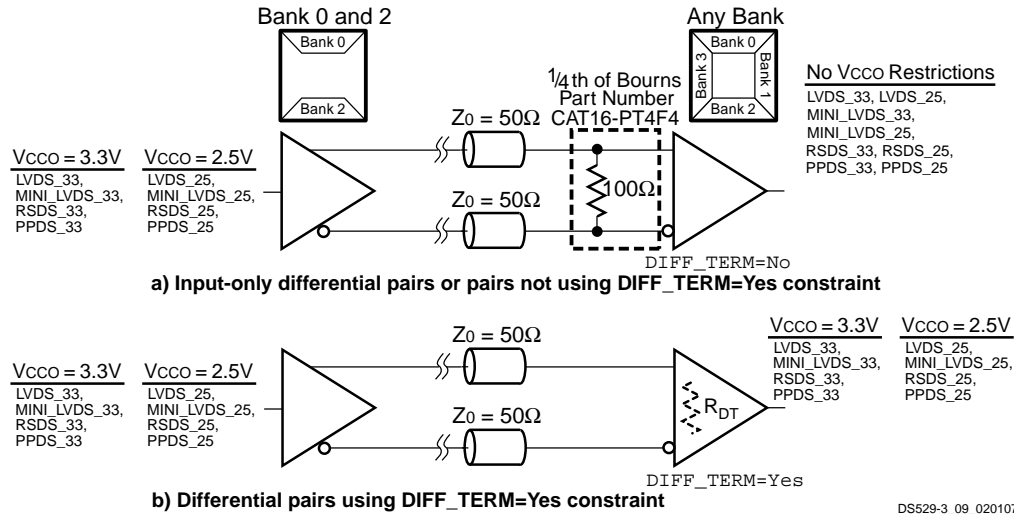 Bank 0 and 2
Bank 0
Bank 2
Any Bank
Bank 0
Bank 3
Bank 1
Bank 2
1/4th of Bourns
Part Number
CAT16-PT4F4
No VCCO Restrictions
LVDS_33, LVDS_25,
MINI_LVDS_33,
MINI_LVDS_25,
RSDS_33, RSDS_25,
PPDS_33, PPDS_25
VCCO = 3.3V
LVDS_33,
MINI_LVDS_33,
RSDS_33,
PPDS_33
VCCO = 2.5V
LVDS_25,
MINI_LVDS_25,
RSDS_25,
PPDS_25
Z0 = 50Ω
Z0 = 50Ω
100Ω
DIFF_TERM=No
a) Input-only differential pairs or pairs not using DIFF_TERM=Yes constraint
VCCO = 3.3V
LVDS_33,
MINI_LVDS_33,
RSDS_33,
PPDS_33
VCCO = 2.5V
LVDS_25,
MINI_LVDS_25,
RSDS_25,
PPDS_25
Z0 = 50Ω
Z0 = 50Ω
RDT
DIFF_TERM=Yes
VCCO = 3.3V
LVDS_33,
MINI_LVDS_33,
RSDS_33,
PPDS_33
VCCO = 2.5V
LVDS_25,
MINI_LVDS_25,
RSDS_25,
PPDS_25
b) Differential pairs using DIFF_TERM=Yes constraint
DS529-3_09_020107